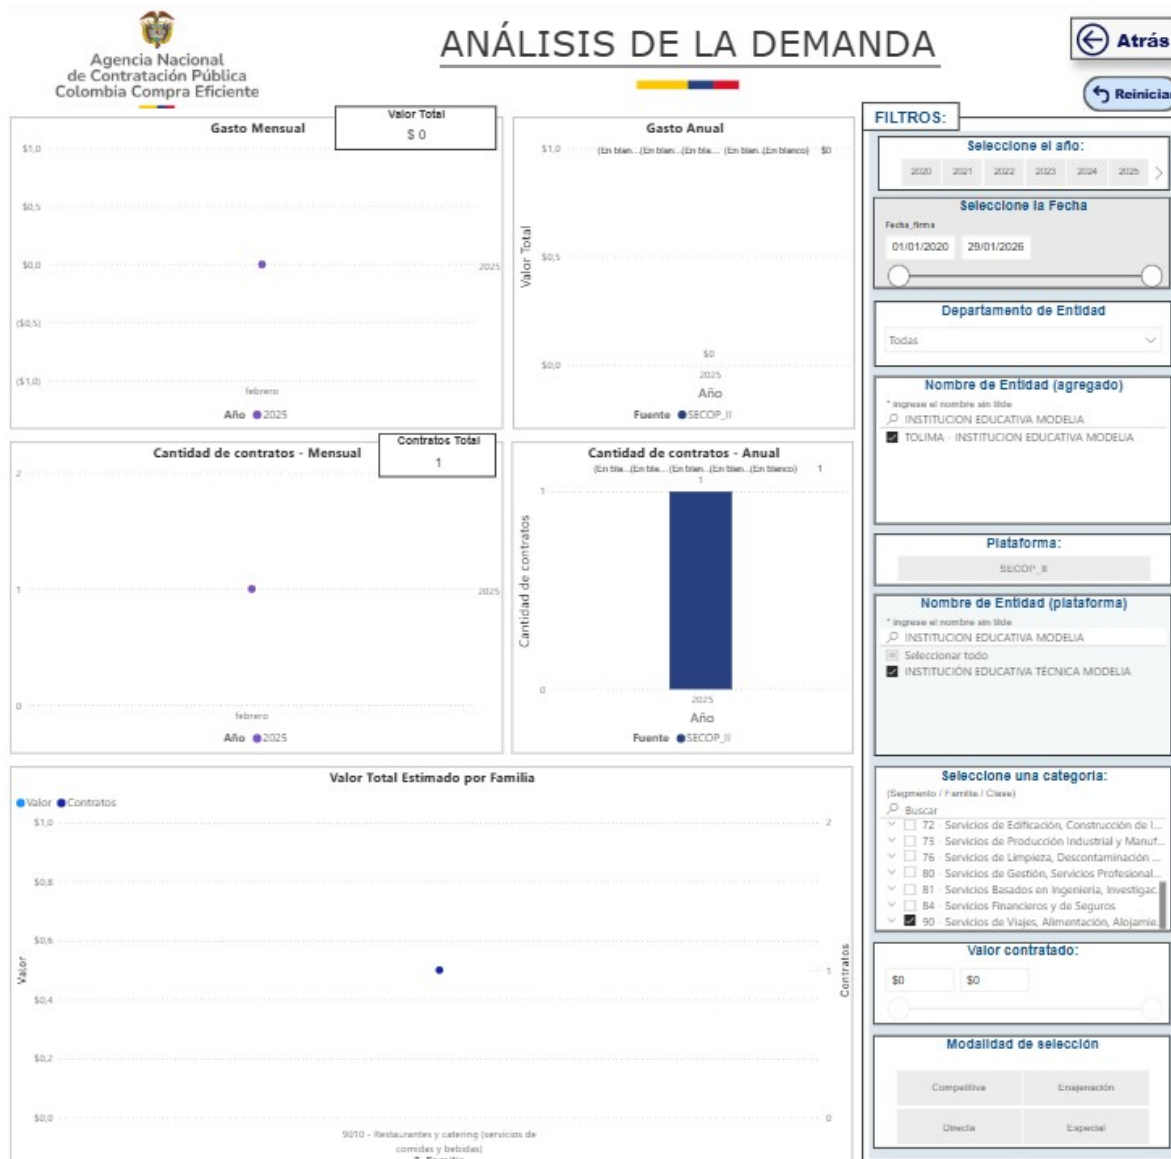 Agencia Nacional
de Contratación Pública
Colombia Compra Eficiente
ANÁLISIS DE LA DEMANDA
Atrás
Reiniciar
Gasto Mensual
Valor Total
$ 0
$1,0
$0,5
$0,0
($0,5)
($1,0)
2025
febrero
Año 2025
Gasto Anual
(En blan... (En blan... (En bla... (En blan. (En blanco) $0
$1,0
$0,5
$0,0
Valor Total
$0
2025
Año
Fuente SECOP_II
Cantidad de contratos - Mensual
Contratos Total
1
2
1
0
2025
febrero
Año 2025
Cantidad de contratos - Anual
(En bla... (En bla... (En blan.. (En blan.. (En blanco) 1
1
1
0
Cantidad de contratos
2025
Año
Fuente SECOP_II
Valor Total Estimado por Familia
Valor Contratos
$1,0
$0,8
$0,6
$0,4
$0,2
$0,0
Valor
2
1
0
Contratos
9010 - Restaurantes y catering (servicios de
comidas y bebidas)
FILTROS:
Seleccione el año:
2020 2021 2022 2023 2024 2025
Seleccione la Fecha
Fecha_firma
01/01/2020 29/01/2026
Departamento de Entidad
Todas
Nombre de Entidad (agregado)
* Ingrese el nombre sin tilde
INSTITUCION EDUCATIVA MODELIA
TOLIMA - INSTITUCION EDUCATIVA MODELIA
Plataforma:
SECOP_II
Nombre de Entidad (plataforma)
* Ingrese el nombre sin tilde
INSTITUCION EDUCATIVA MODELIA
Seleccionar todo
INSTITUCIÓN EDUCATIVA TÉCNICA MODELIA
Seleccione una categoria:
(Segmento / Familia / Clase)
Buscar
72 - Servicios de Edificación, Construcción de I...
73 - Servicios de Producción Industrial y Manuf...
76 - Servicios de Limpieza, Descontaminación ...
80 - Servicios de Gestión, Servicios Profesional...
81 - Servicios Basados en Ingeniería, Investigac...
84 - Servicios Financieros y de Seguros
90 - Servicios de Viajes, Alimentación, Alojamie...
Valor contratado:
$0 $0
Modalidad de selección
Competitiva Enajenación
Directa Especial